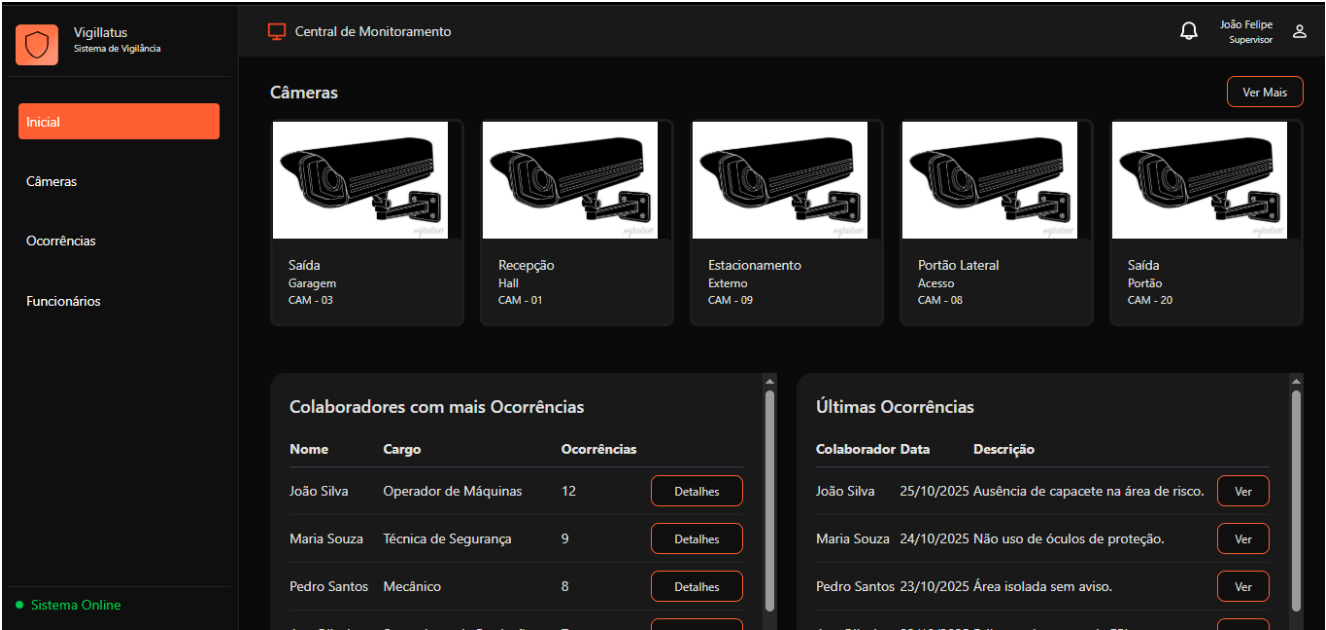 Vigillatus
Sistema de Vigilância
Central de Monitoramento
João Felipe
Supervisor
Inicial
Câmeras
Ocorrências
Funcionários
Sistema Online
Câmeras
Ver Mais
Saída
Garagem
CAM - 03
Recepção
Hall
CAM - 01
Estacionamento
Externo
CAM - 09
Portão Lateral
Acesso
CAM - 08
Saída
Portão
CAM - 20
Colaboradores com mais Ocorrências
Nome Cargo Ocorrências
João Silva Operador de Máquinas 12 Detalhes
Maria Souza Técnica de Segurança 9 Detalhes
Pedro Santos Mecânico 8 Detalhes
Últimas Ocorrências
Colaborador Data Descrição
João Silva 25/10/2025 Ausência de capacete na área de risco. Ver
Maria Souza 24/10/2025 Não uso de óculos de proteção. Ver
Pedro Santos 23/10/2025 Área isolada sem aviso. Ver